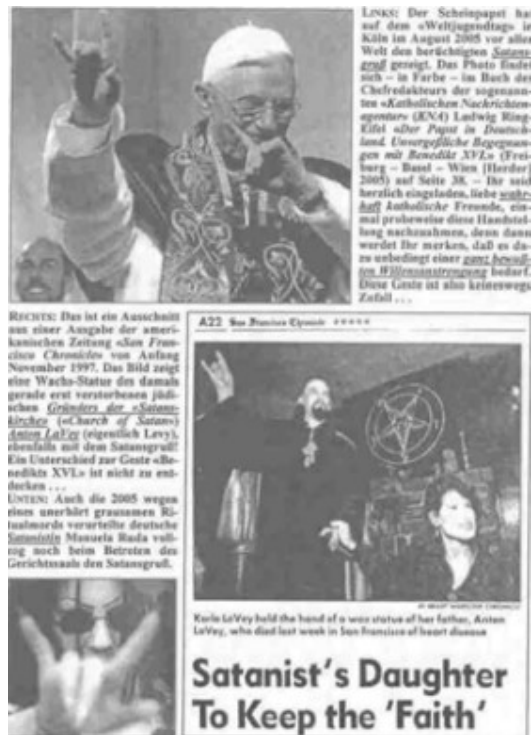 LINKS: Der Scheinpapst hat
auf dem «Weltjugendtag» in
Köln im August 2005 vor aller
Welt den berüchtigten Satans-
gruß gezeigt. Das Photo findet
sich – in Farbe – im Buch des
Chefredakteurs der sogenann-
ten «Katholischen Nachrichten-
agentur» (KNA) Ludwig Ring-
Eifel «Der Papst in Deutsch-
land. Unvergeßliche Begegnun-
gen mit Benedikt XVI.» (Frei-
burg – Basel – Wien [Herder]
2005) auf Seite 38. – Ihr seid
herzlich eingeladen, liebe wahr-
haft katholische Freunde, ein-
mal probeweise diese Handstel-
lung nachzuahmen, denn dann
werdet Ihr merken, daß es da-
zu unbedingt einer ganz bewuß-
ten Willensanstrengung bedarf.
Diese Geste ist also keineswegs
Zufall . . .
RECHTS: Das ist ein Ausschnitt
aus einer Ausgabe der ameri-
kanischen Zeitung «San Fran-
cisco Chronicle» von Anfang
November 1997. Das Bild zeigt
eine Wachs-Statue des damals
gerade erst verstorbenen jüdi-
schen Gründers der «Satans-
kirche» («Church of Satan»)
Anton LaVey (eigentlich Levy),
ebenfalls mit dem Satansgruß!
Ein Unterschied zur Geste «Be-
nedikts XVI.» ist nicht zu ent-
decken . . .
UNTEN: Auch die 2005 wegen
eines unerhört grausamen Ri-
tualmords verurteilte deutsche
Satanistin Manuela Ruda voll-
zog noch beim Betreten des
Gerichtssaals den Satansgruß.
A22 San Francisco Chronicle ★★★★★
Karla LaVey held the hand of a wax statue of her father, Anton
LaVey, who died last week in San Francisco of heart disease
Satanist's Daughter
To Keep the 'Faith'